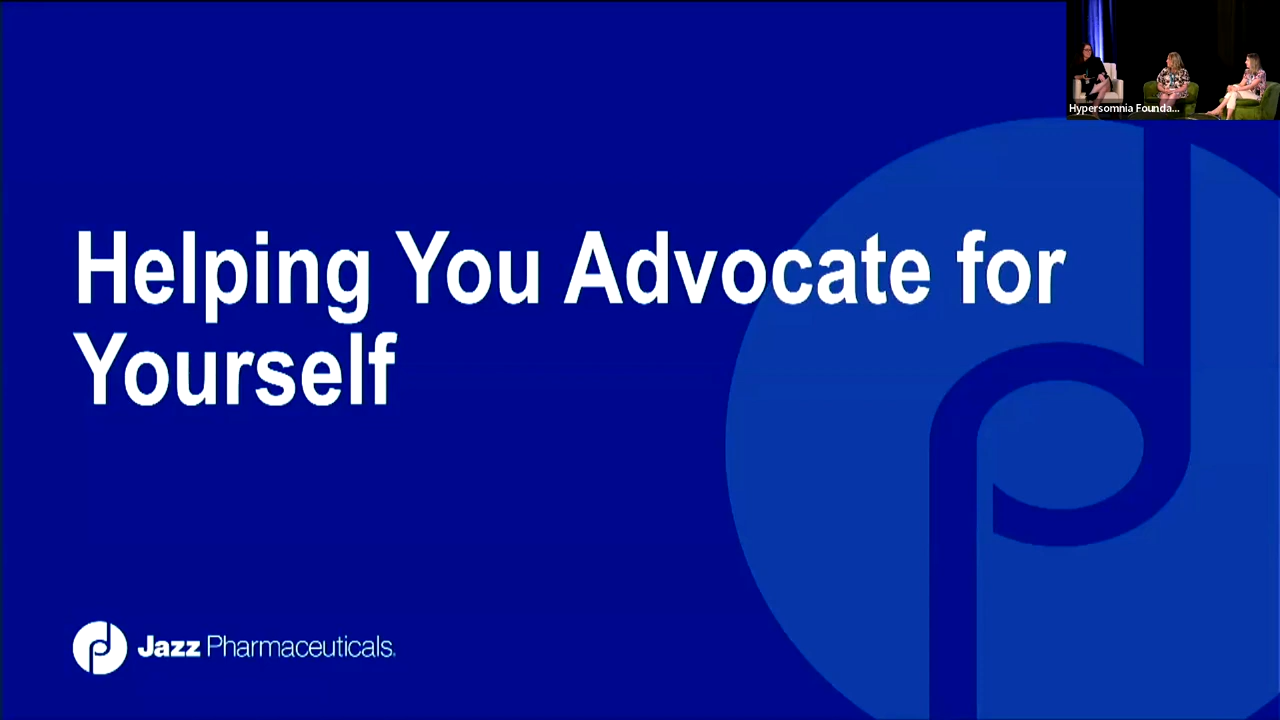 Hypersomnia Founda...
Helping You Advocate for
Yourself
Jazz Pharmaceuticals.